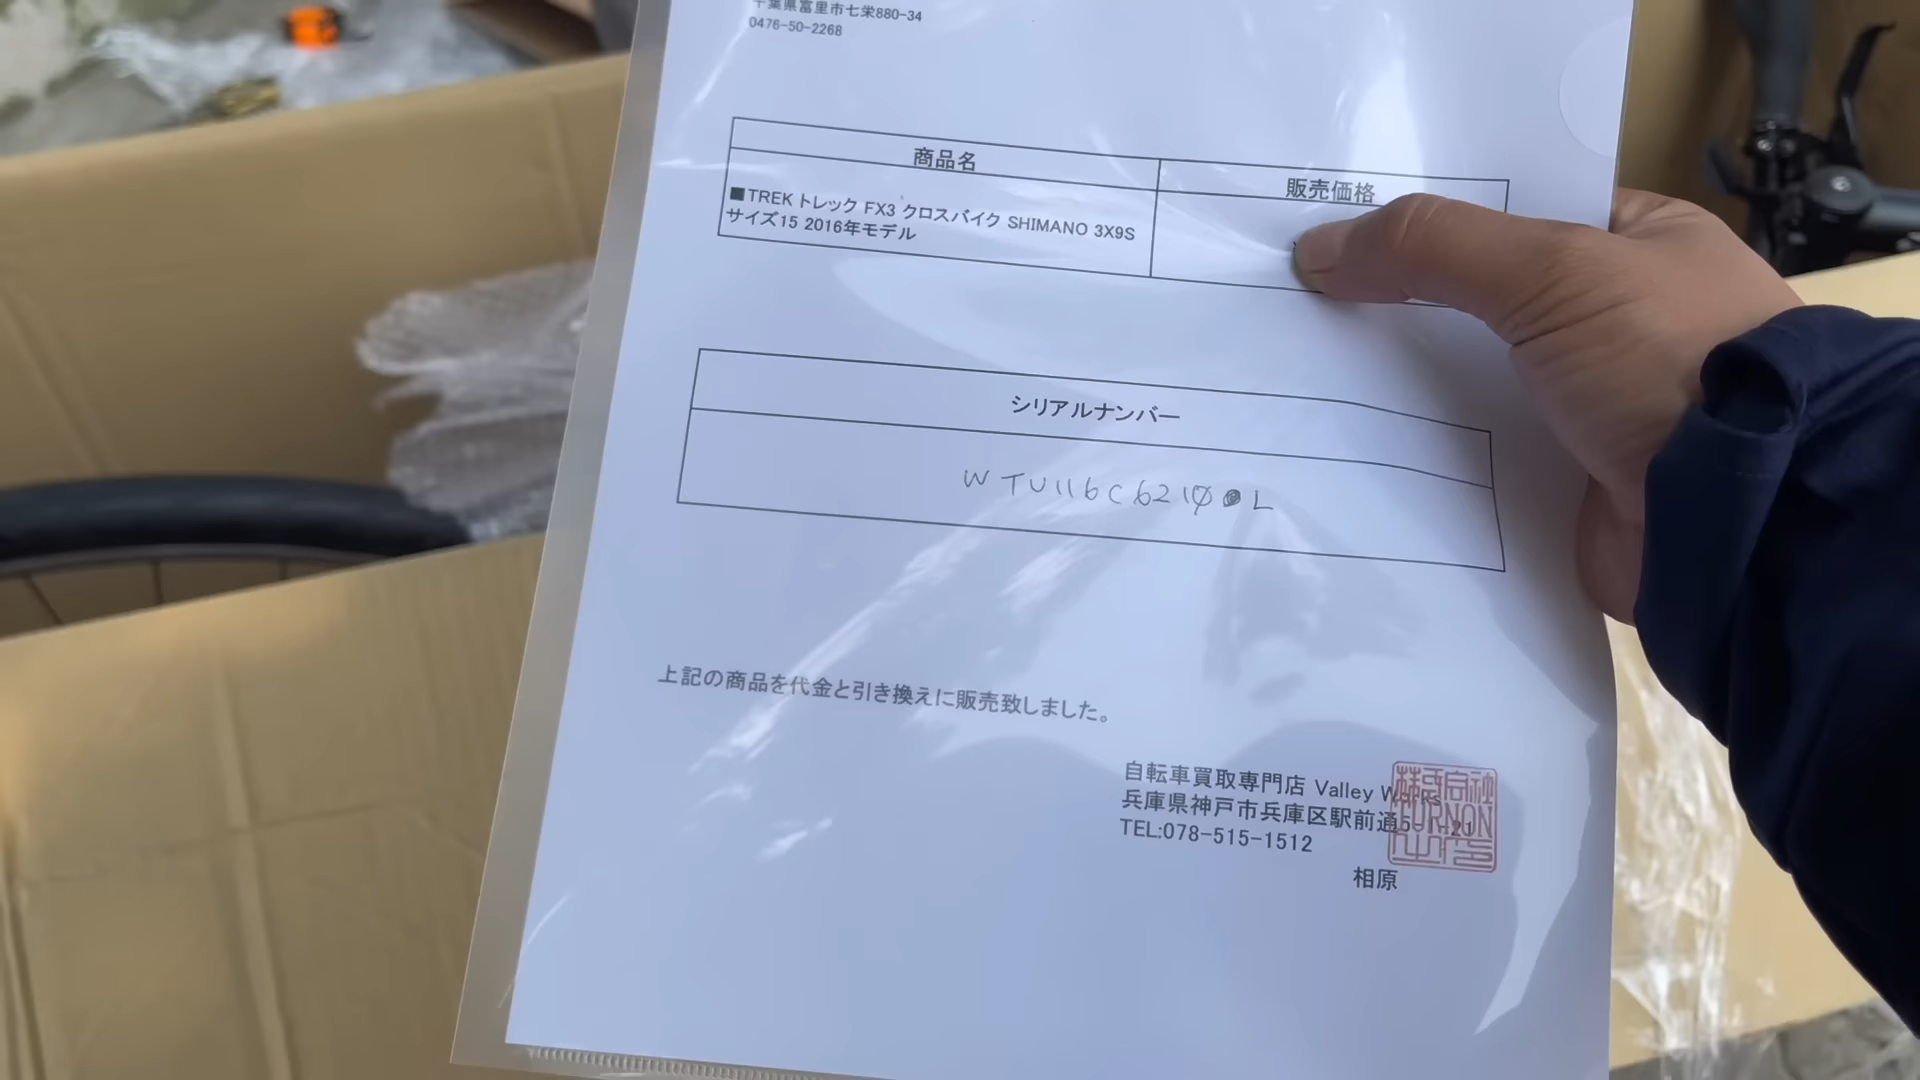 千葉県富里市七栄880-34
0476-50-2268
商品名
販売価格
■TREK トレック FX3 クロスバイク SHIMANO 3X9S
サイズ15 2016年モデル
シリアルナンバー
WTU116C6210 L
上記の商品を代金と引き換えに販売致しました。
自転車買取専門店 Valley Works
兵庫県神戸市兵庫区駅前通5-1-21
TEL:078-515-1512
相原